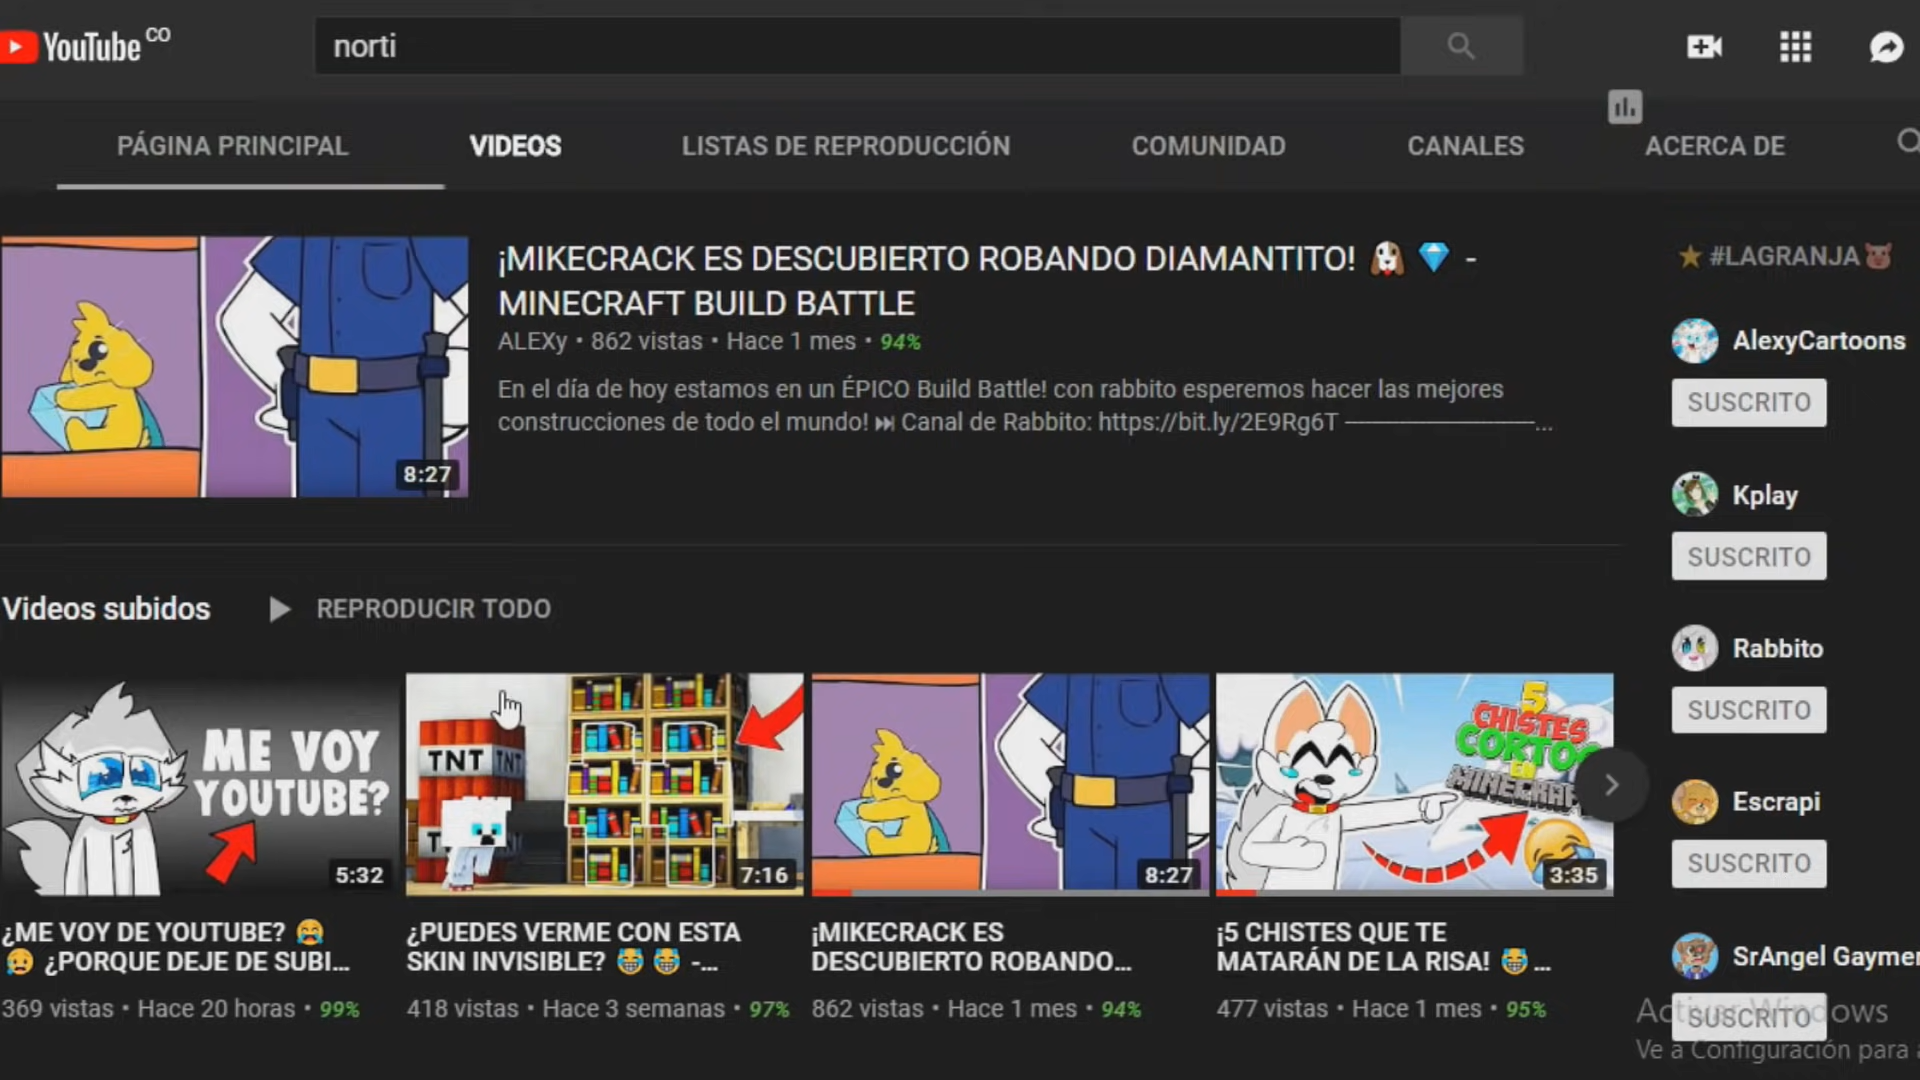 YouTube CO
norti
PÁGINA PRINCIPAL
VIDEOS
LISTAS DE REPRODUCCIÓN
COMUNIDAD
CANALES
ACERCA DE
8:27
¡MIKECRACK ES DESCUBIERTO ROBANDO DIAMANTITO! 🐶 💎 -
MINECRAFT BUILD BATTLE
ALEXy • 862 vistas • Hace 1 mes • 94%
En el día de hoy estamos en un ÉPICO Build Battle! con rabbito esperemos hacer las mejores
construcciones de todo el mundo! ⏭ Canal de Rabbito: https://bit.ly/2E9Rg6T ---------------------------...
⭐ #LAGRANJA🐷
AlexyCartoons
SUSCRITO
Kplay
SUSCRITO
Rabbito
SUSCRITO
Escrapi
SUSCRITO
SrAngel Gaymer
SUSCRITO
Videos subidos
REPRODUCIR TODO
ME VOY
YOUTUBE?
5:32
¿ME VOY DE YOUTUBE? 😭
😥 ¿PORQUE DEJE DE SUBI...
369 vistas • Hace 20 horas • 99%
TNT TNT
7:16
¿PUEDES VERME CON ESTA
SKIN INVISIBLE? 😂 😂 -...
418 vistas • Hace 3 semanas • 97%
8:27
¡MIKECRACK ES
DESCUBIERTO ROBANDO...
862 vistas • Hace 1 mes • 94%
5
CHISTES
CORTOS
EN
MINECRAF
3:35
¡5 CHISTES QUE TE
MATARÁN DE LA RISA! 😂 ...
477 vistas • Hace 1 mes • 95%
Activar Windows
Ve a Configuración para a